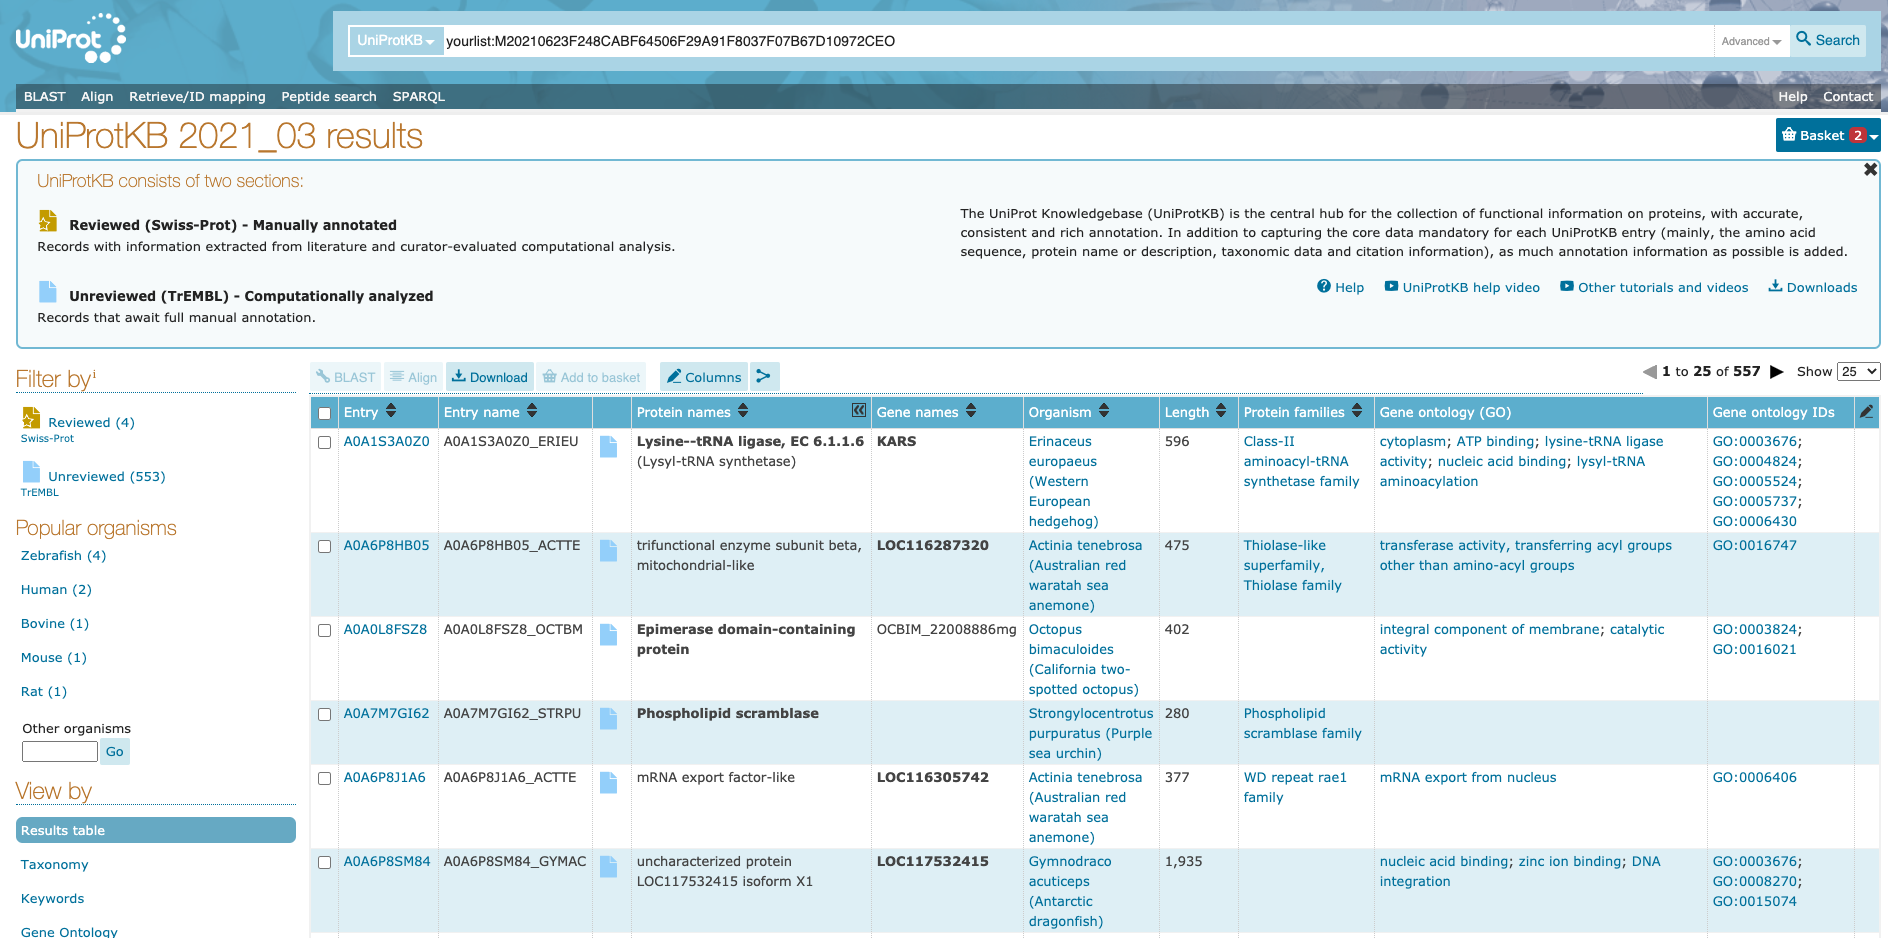 UniProt
UniProtKB
yourlist:M20210623F248CABF64506F29A91F8037F07B67D10972CEO
Advanced
Search
BLAST Align Retrieve/ID mapping Peptide search SPARQL
Help Contact
UniProtKB 2021_03 results
Basket 2
UniProtKB consists of two sections:
Reviewed (Swiss-Prot) - Manually annotated
Records with information extracted from literature and curator-evaluated computational analysis.
Unreviewed (TrEMBL) - Computationally analyzed
Records that await full manual annotation.
The UniProt Knowledgebase (UniProtKB) is the central hub for the collection of functional information on proteins, with accurate,
consistent and rich annotation. In addition to capturing the core data mandatory for each UniProtKB entry (mainly, the amino acid
sequence, protein name or description, taxonomic data and citation information), as much annotation information as possible is added.
Help UniProtKB help video Other tutorials and videos Downloads
Filter by i
Reviewed (4)
Swiss-Prot
Unreviewed (553)
TrEMBL
Popular organisms
Zebrafish (4)
Human (2)
Bovine (1)
Mouse (1)
Rat (1)
Other organisms
Go
View by
Results table
Taxonomy
Keywords
Gene Ontology
BLAST Align Download Add to basket Columns
1 to 25 of 557 Show 25
Entry Entry name Protein names Gene names Organism Length Protein families Gene ontology (GO) Gene ontology IDs
A0A1S3A0Z0 A0A1S3A0Z0_ERIEU Lysine--tRNA ligase, EC 6.1.1.6 KARS Erinaceus 596 Class-II cytoplasm; ATP binding; lysine-tRNA ligase GO:0003676;
(Lysyl-tRNA synthetase) europaeus aminoacyl-tRNA activity; nucleic acid binding; lysyl-tRNA GO:0004824;
(Western synthetase family aminoacylation GO:0005524;
European GO:0005737;
hedgehog) GO:0006430
A0A6P8HB05 A0A6P8HB05_ACTTE trifunctional enzyme subunit beta, LOC116287320 Actinia tenebrosa 475 Thiolase-like transferase activity, transferring acyl groups GO:0016747
mitochondrial-like (Australian red superfamily, other than amino-acyl groups
waratah sea Thiolase family
anemone)
A0A0L8FSZ8 A0A0L8FSZ8_OCTBM Epimerase domain-containing OCBIM_22008886mg Octopus 402 integral component of membrane; catalytic GO:0003824;
protein bimaculoides activity GO:0016021
(California two-
spotted octopus)
A0A7M7GI62 A0A7M7GI62_STRPU Phospholipid scramblase Strongylocentrotus 280 Phospholipid
purpuratus (Purple scramblase family
sea urchin)
A0A6P8J1A6 A0A6P8J1A6_ACTTE mRNA export factor-like LOC116305742 Actinia tenebrosa 377 WD repeat rae1 mRNA export from nucleus GO:0006406
(Australian red family
waratah sea
anemone)
A0A6P8SM84 A0A6P8SM84_GYMAC uncharacterized protein LOC117532415 Gymnodraco 1,935 nucleic acid binding; zinc ion binding; DNA GO:0003676;
LOC117532415 isoform X1 acuticeps integration GO:0008270;
(Antarctic GO:0015074
dragonfish)